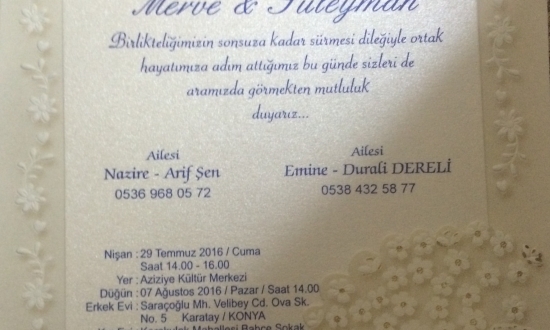 Merve & Süleyman
Birlikteliğimizin sonsuza kadar sürmesi dileğiyle ortak
hayatımıza adım attığımız bu günde sizleri de
aramızda görmekten mutluluk
duyarız...
Ailesi
Nazire - Arif Şen
0536 968 05 72
Ailesi
Emine - Durali DERELİ
0538 432 58 77
Nişan : 29 Temmuz 2016 / Cuma
Saat 14.00 - 16.00
Yer : Aziziye Kültür Merkezi
Düğün : 07 Ağustos 2016 / Pazar / Saat 14.00
Erkek Evi : Saraçoğlu Mh. Velibey Cd. Ova Sk.
No. 5 Karatay / KONYA
Mahallesi Bahçe Sokak